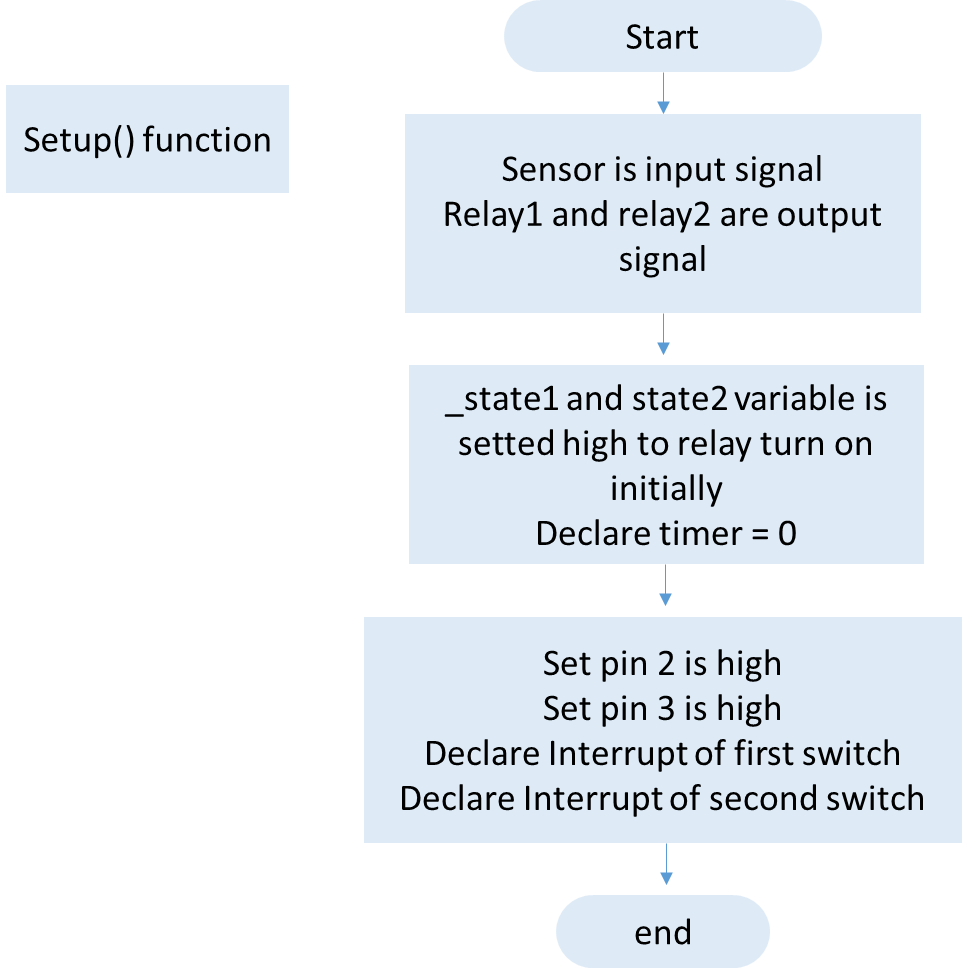 Start
Setup() function
Sensor is input signal
Relay1 and relay2 are output
signal
_state1 and state2 variable is
setted high to relay turn on
initially
Declare timer = 0
Set pin 2 is high
Set pin 3 is high
Declare Interrupt of first switch
Declare Interrupt of second switch
end